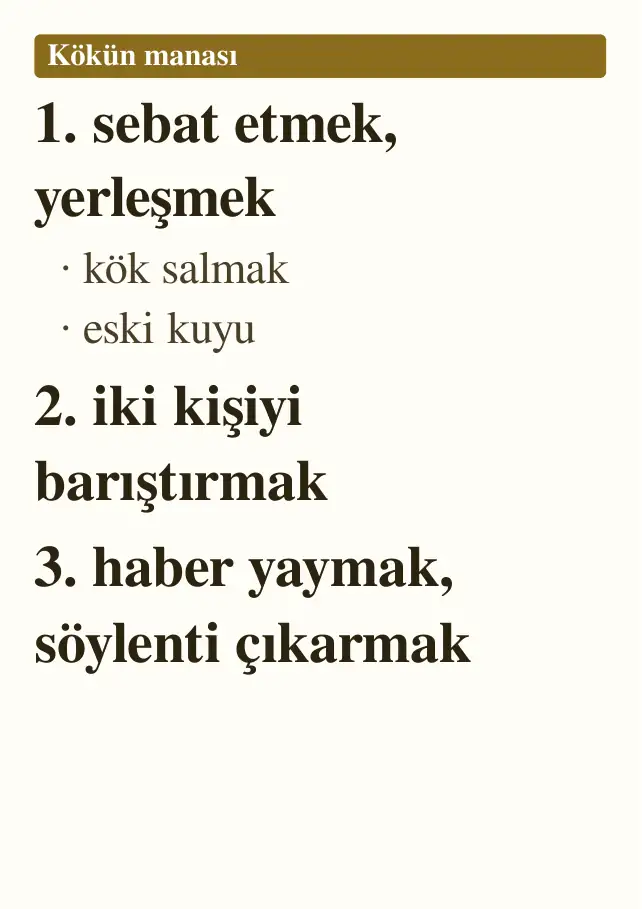 Kökün manası
1. sebat etmek,
yerleşmek
· kök salmak
· eski kuyu
2. iki kişiyi
barıştırmak
3. haber yaymak,
söylenti çıkarmak